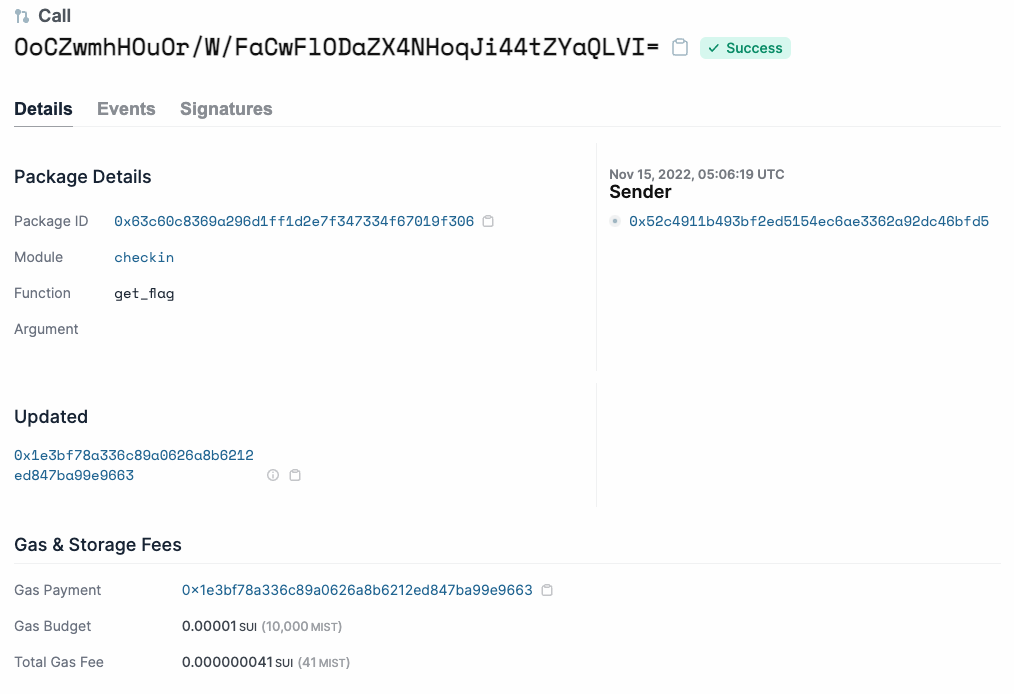 Call
OoCZwmhHOuOr/W/FaCwFlODaZX4NHoqJi44tZYaQLVI=
Success
Details Events Signatures
Package Details
Package ID 0x63c60c8369a296d1ff1d2e7f347334f67019f306
Module checkin
Function get_flag
Argument
Nov 15, 2022, 05:06:19 UTC
Sender
0x52c4911b493bf2ed5154ec6ae3362a92dc46bfd5
Updated
0x1e3bf78a336c89a0626a8b6212
ed847ba99e9663
Gas & Storage Fees
Gas Payment 0x1e3bf78a336c89a0626a8b6212ed847ba99e9663
Gas Budget 0.00001 SUI (10,000 MIST)
Total Gas Fee 0.000000041 SUI (41 MIST)